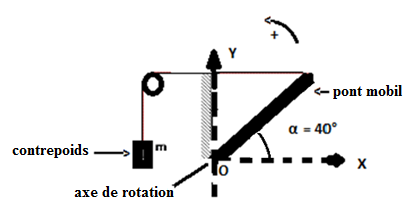 +
Y
pont mobil
α = 40°
contrepoids
m
O
X
axe de rotation